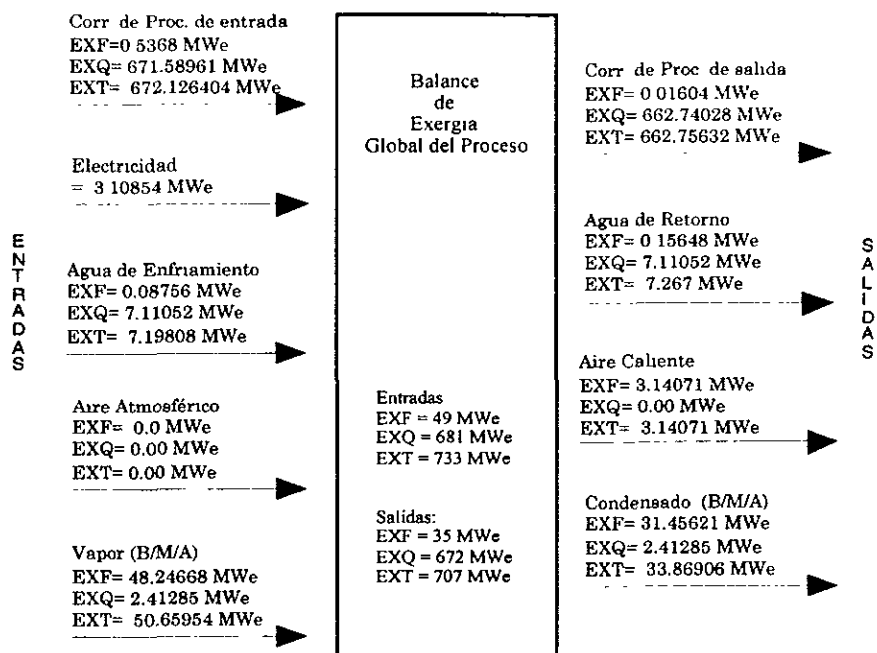 Corr de Proc. de entrada
EXF=0 5368 MWe
EXQ= 671.58961 MWe
EXT= 672.126404 MWe
Electricidad
= 3 10854 MWe
ENTRADAS
Agua de Enfriamiento
EXF= 0.08756 MWe
EXQ= 7.11052 MWe
EXT= 7.19808 MWe
Aire Atmosférico
EXF= 0.0 MWe
EXQ= 0.00 MWe
EXT= 0.00 MWe
Vapor (B/M/A)
EXF= 48.24668 MWe
EXQ= 2.41285 MWe
EXT= 50.65954 MWe
Balance
de
Exergia
Global del Proceso
Entradas
EXF = 49 MWe
EXQ = 681 MWe
EXT = 733 MWe
Salidas:
EXF = 35 MWe
EXQ = 672 MWe
EXT = 707 MWe
Corr de Proc de salida
EXF= 0 01604 MWe
EXQ= 662.74028 MWe
EXT= 662.75632 MWe
Agua de Retorno
EXF= 0 15648 MWe
EXQ= 7.11052 MWe
EXT= 7.267 MWe
SALIDAS
Aire Caliente
EXF= 3.14071 MWe
EXQ= 0.00 MWe
EXT= 3.14071 MWe
Condensado (B/M/A)
EXF= 31.45621 MWe
EXQ= 2.41285 MWe
EXT= 33.86906 MWe